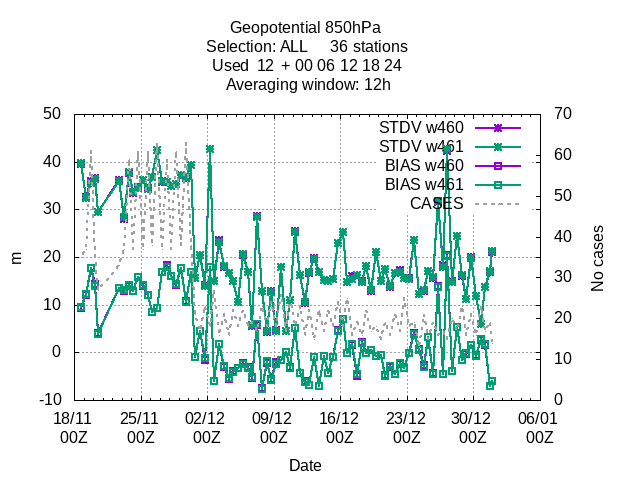 Geopotential 850hPa
Selection: ALL 36 stations
Used 12 + 00 06 12 18 24
Averaging window: 12h
50 70
STDV w460
STDV w461
40 60
BIAS w460
BIAS w461
CASES
30 50
20 40
m
No cases
10 30
0 20
-10 10
0
18/11 25/11 02/12 09/12 16/12 23/12 30/12 06/01
00Z 00Z 00Z 00Z 00Z 00Z 00Z 00Z
Date